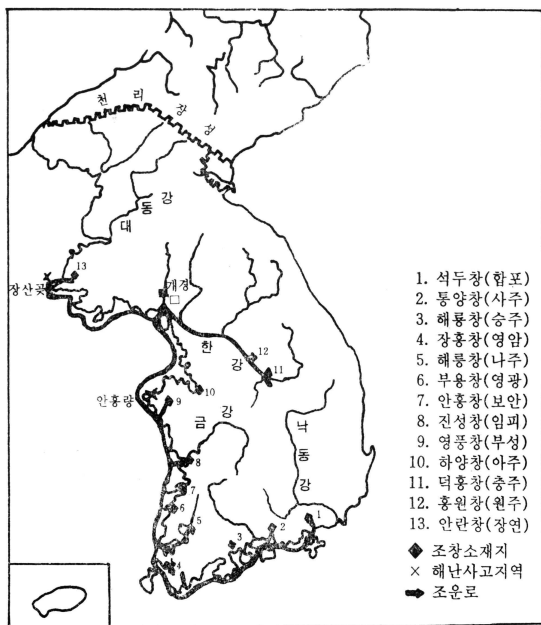 천리장성
대동강
13
장산곶
개경
한강
12
11
10
안흥량
9
금강
낙동강
8
7
6
5
4
3
2
1
1. 석두창(합포)
2. 통양창(사주)
3. 해룡창(승주)
4. 장흥창(영암)
5. 해릉창(나주)
6. 부용창(영광)
7. 안흥창(보안)
8. 진성창(임피)
9. 영풍창(부성)
10. 하양창(아주)
11. 덕흥창(충주)
12. 흥원창(원주)
13. 안란창(장연)
◆ 조창소재지
× 해난사고지역
➡ 조운로